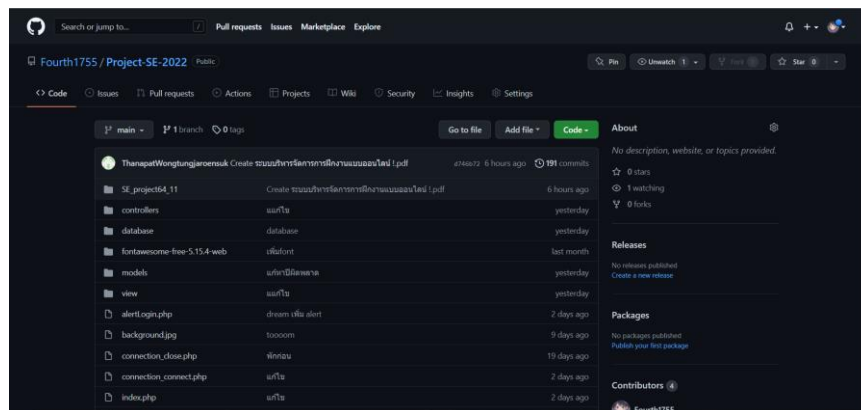 Search or jump to...
/
Pull requests Issues Marketplace Explore
Fourth1755 / Project-SE-2022 Public
Pin
Unwatch 1
Fork
Star 0
Code
Issues
Pull requests
Actions
Projects
Wiki
Security
Insights
Settings
main
1 branch
0 tags
Go to file
Add file
Code
ThanapatWongtungjaroensuk Create ระบบบริหารจัดการการฝึกงานแบบออนไลน์ !.pdf
6 hours ago
191 commits
SE_project64_11 Create ระบบบริหารจัดการการฝึกงานแบบออนไลน์ !.pdf 6 hours ago
controllers แแก้ไข yesterday
database database yesterday
fontawesome-free-5.15.4-web เพิ่มfont last month
models yesterday
view แแก้ไข yesterday
alertLogin.php dream เพิ่ม alert 2 days ago
background.jpg toooom 9 days ago
connection_close.php พักก่อน 19 days ago
connection_connect.php แก้ไข 2 days ago
index.php แก้ไข 2 days ago
About
No description, website, or topics provided.
0 stars
1 watching
0 forks
Releases
No releases published
Create a new release
Packages
No packages published
Publish your first package
Contributors 4
Fourth1755